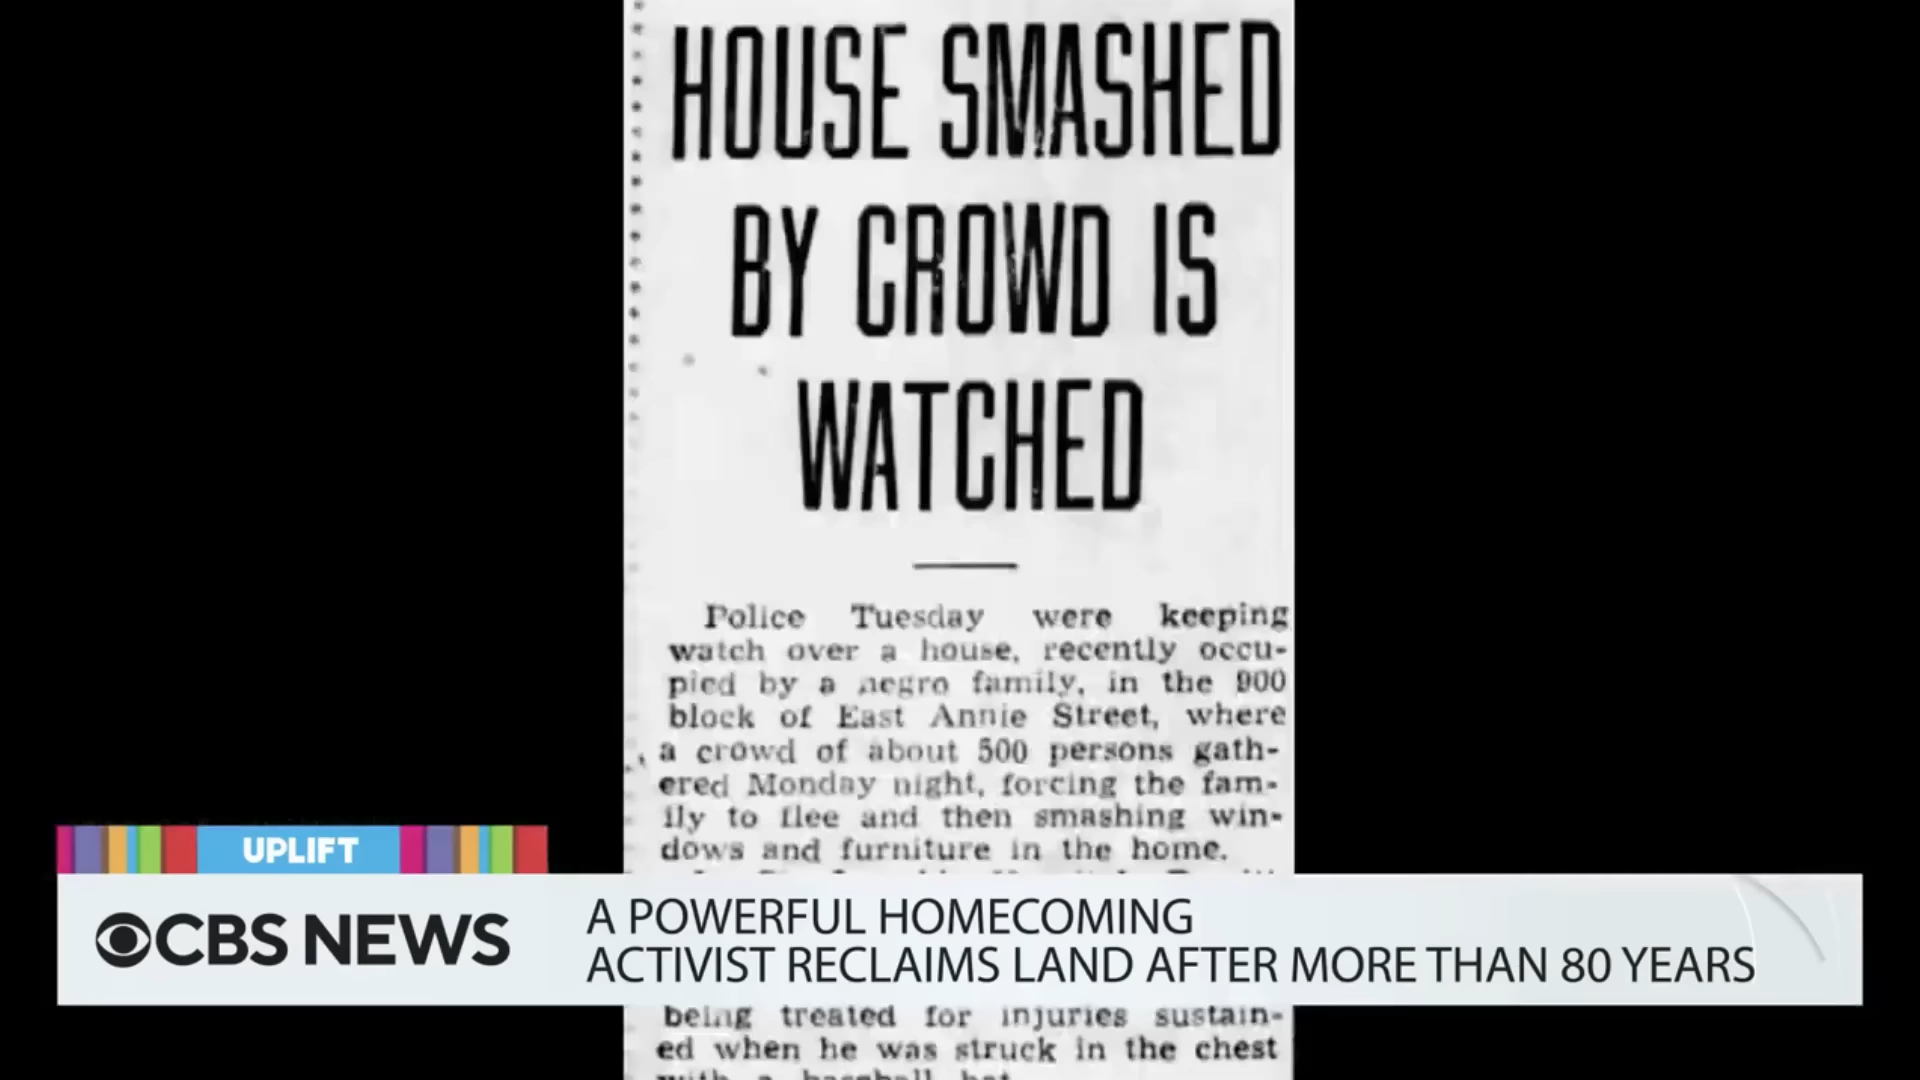 HOUSE SMASHED
BY CROWD IS
WATCHED
Police Tuesday were keeping
watch over a house, recently occu-
pied by a negro family, in the 900
block of East Annie Street, where
a crowd of about 500 persons gath-
ered Monday night, forcing the fam-
ily to flee and then smashing win-
dows and furniture in the home.
UPLIFT
CBS NEWS
A POWERFUL HOMECOMING
ACTIVIST RECLAIMS LAND AFTER MORE THAN 80 YEARS
being treated for injuries sustain-
ed when he was struck in the chest
with a baseball bat